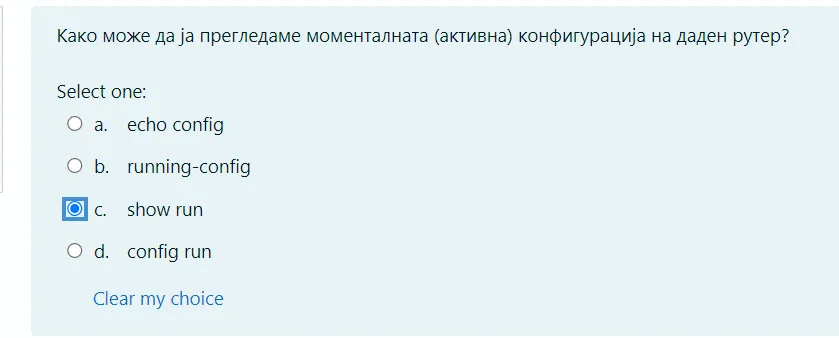 Како може да ја прегледаме моменталната (активна) конфигурација на даден рутер?
Select one:
a. echo config
b. running-config
c. show run
d. config run
Clear my choice